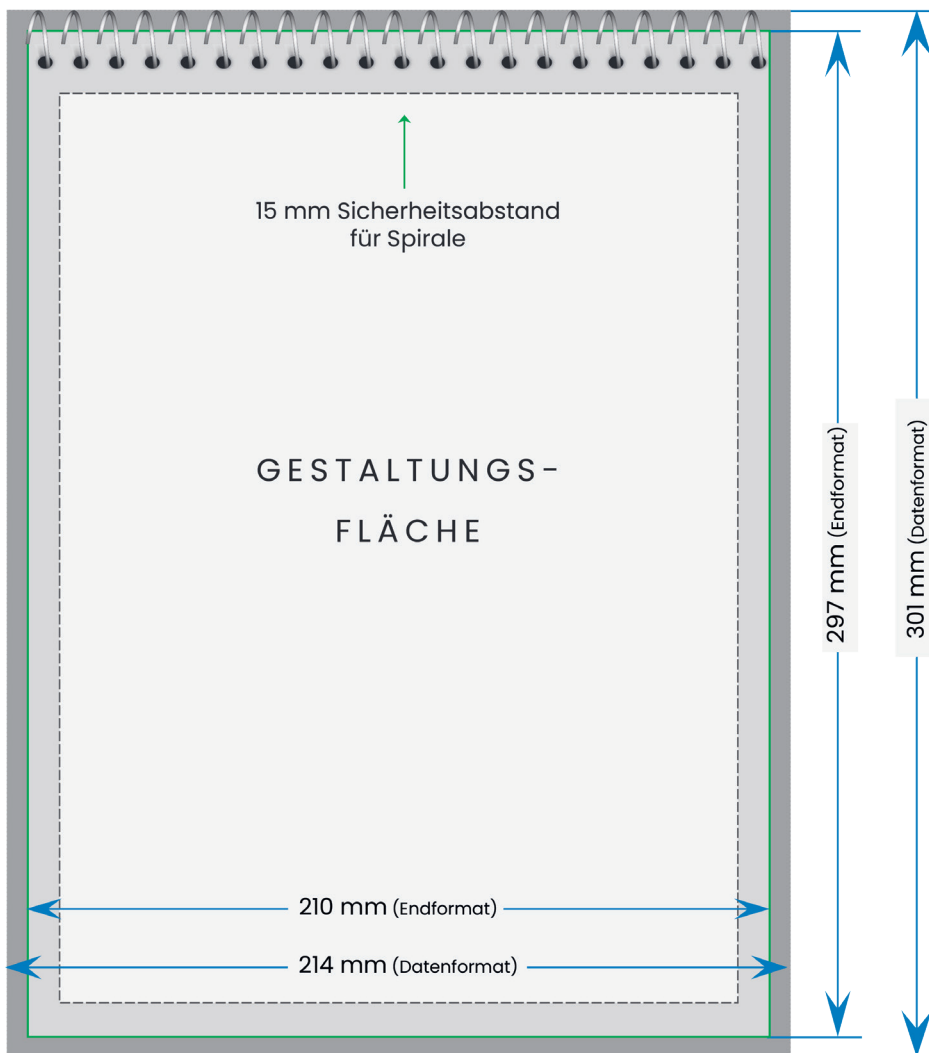 15 mm Sicherheitsabstand
für Spirale
GESTALTUNGS-
FLÄCHE
297 mm (Endformat)
301 mm (Datenformat)
210 mm (Endformat)
214 mm (Datenformat)